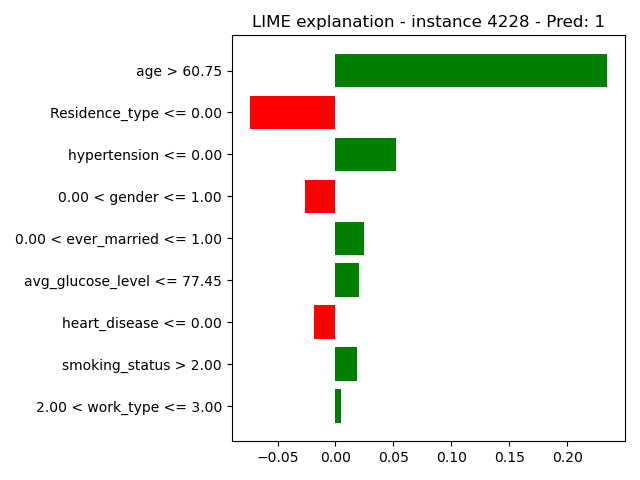 LIME explanation - instance 4228 - Pred: 1
age > 60.75
Residence_type <= 0.00
hypertension <= 0.00
0.00 < gender <= 1.00
0.00 < ever_married <= 1.00
avg_glucose_level <= 77.45
heart_disease <= 0.00
smoking_status > 2.00
2.00 < work_type <= 3.00
−0.05 0.00 0.05 0.10 0.15 0.20